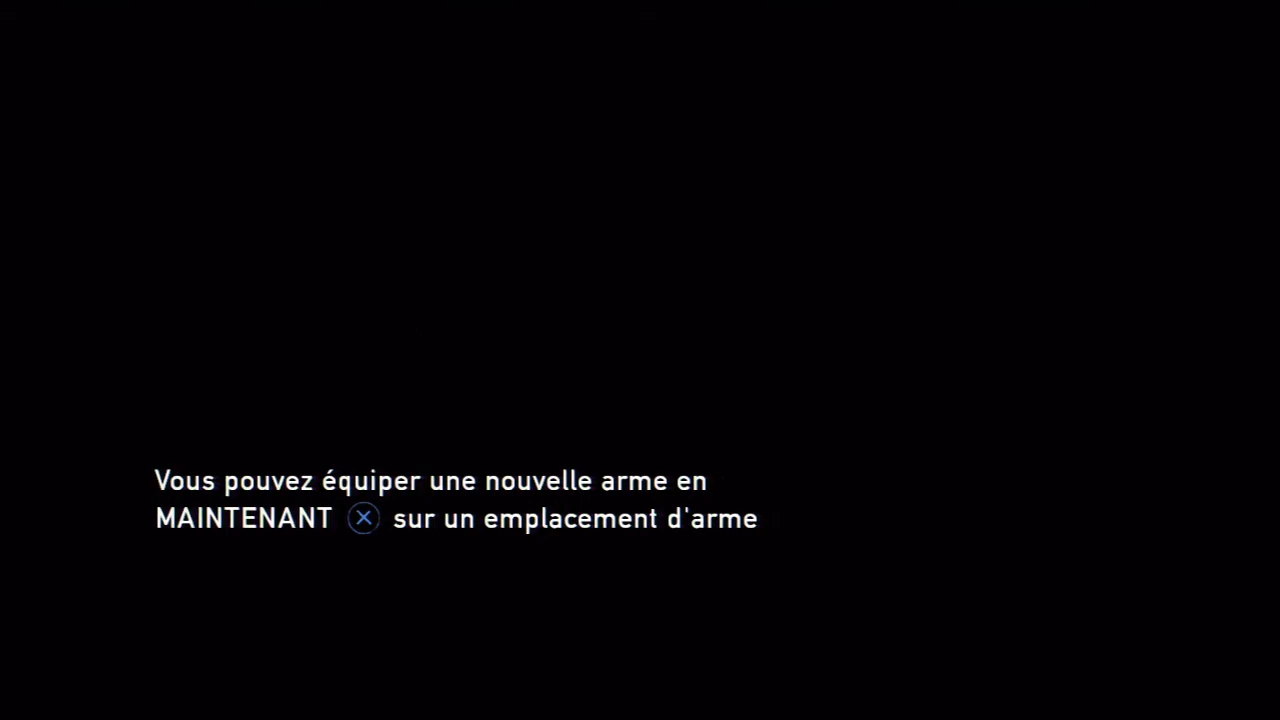 Vous pouvez équiper une nouvelle arme en
MAINTENANT ⓧ sur un emplacement d'arme